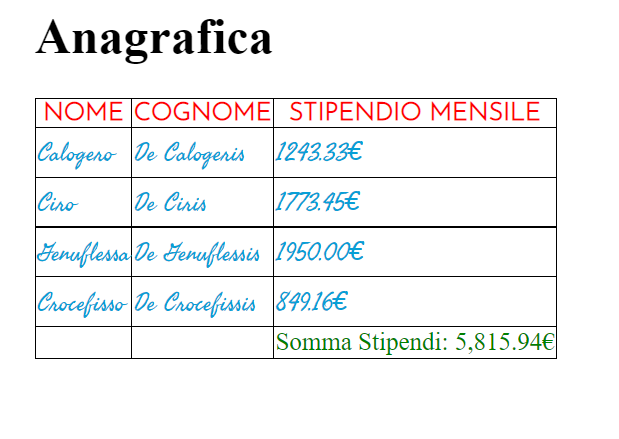 Anagrafica
NOME COGNOME STIPENDIO MENSILE
Calogero De Calogeris 1243.33€
Ciro De Ciris 1773.45€
Genuflessa De Genuflessis 1950.00€
Crocefisso De Crocefissis 849.16€
Somma Stipendi: 5,815.94€